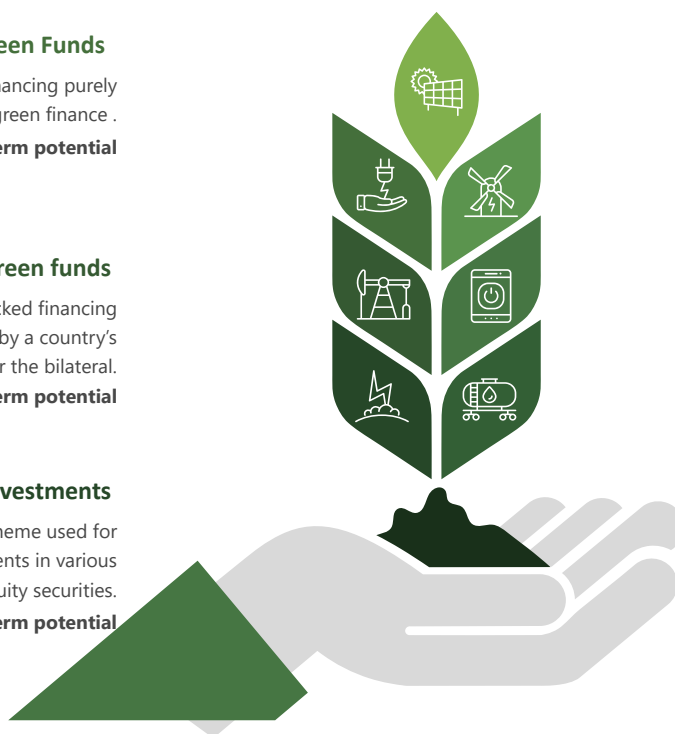 een Funds
ancing purely
green finance .
erm potential
reen funds
cked financing
by a country's
r the bilateral.
erm potential
vestments
heme used for
ents in various
uity securities.
erm potential